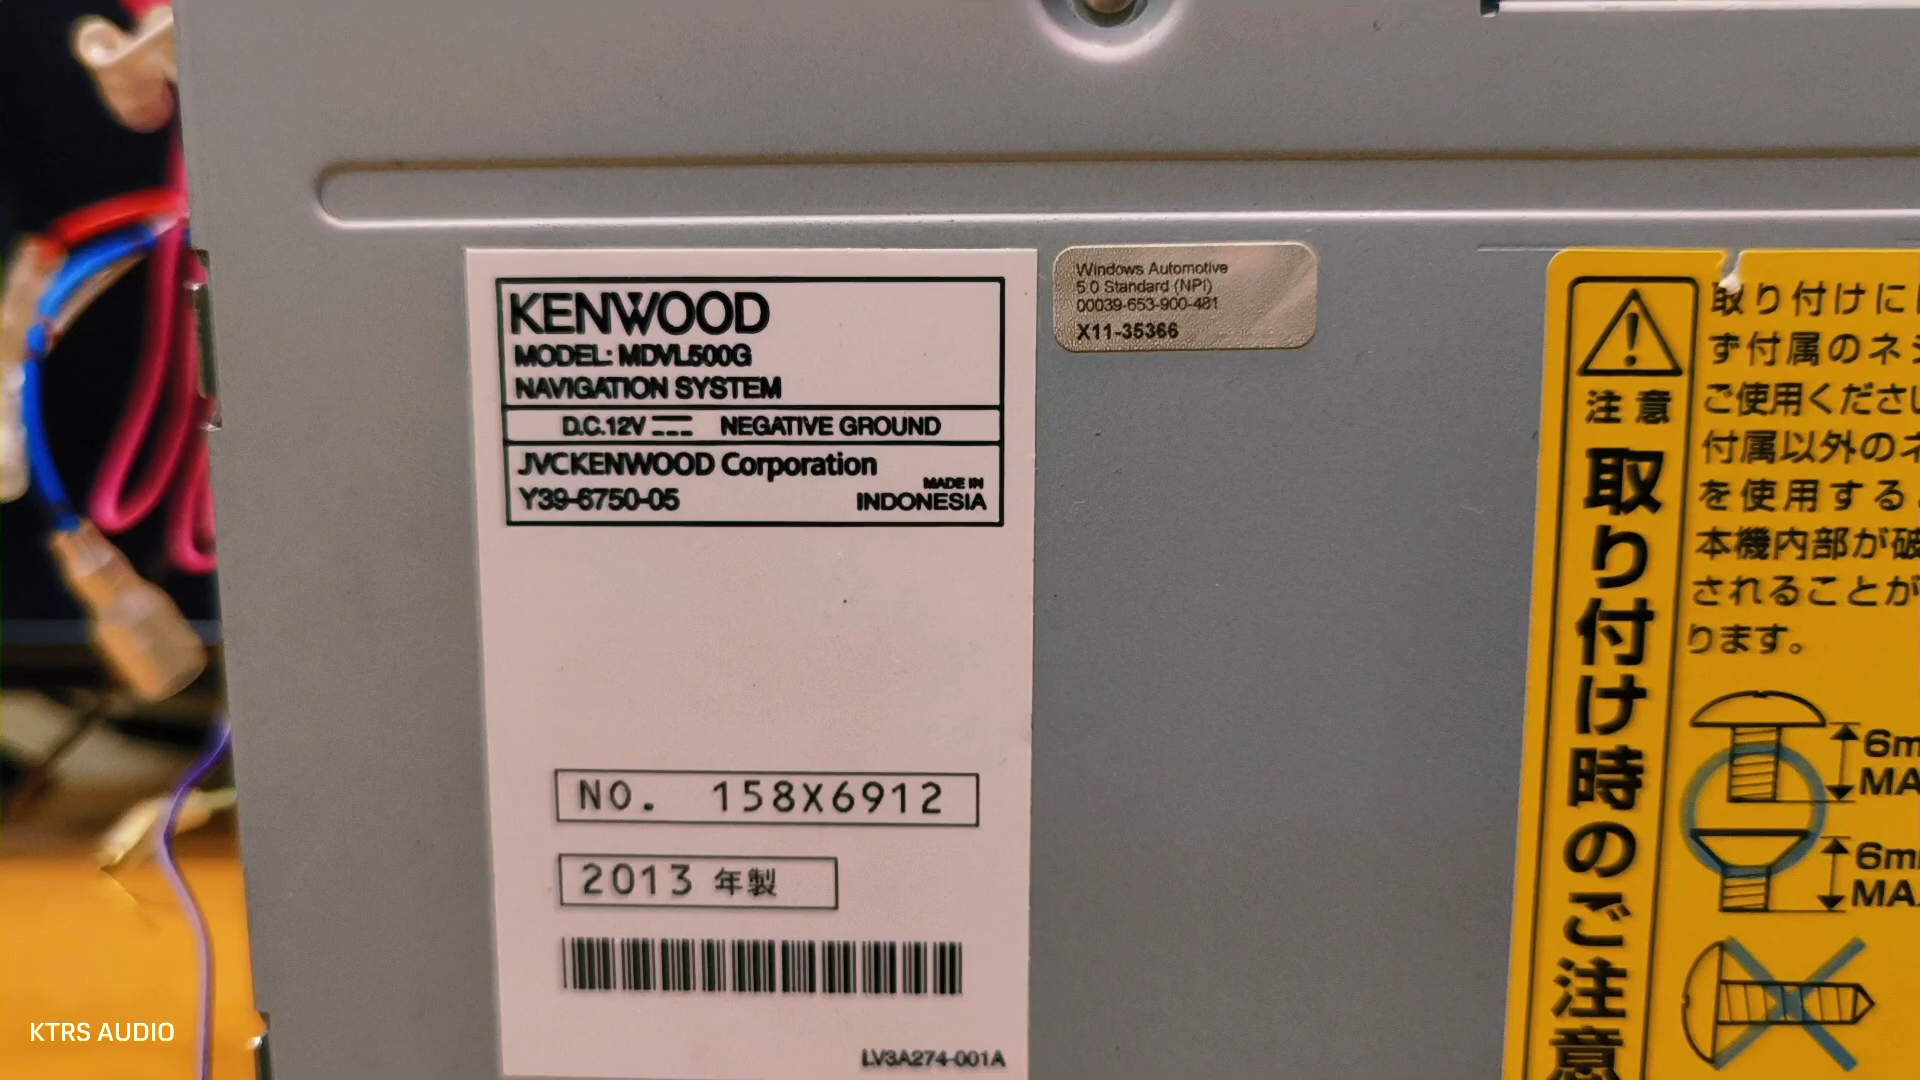 KENWOOD
MODEL: MDVL500G
NAVIGATION SYSTEM
D.C.12V NEGATIVE GROUND
JVCKENWOOD Corporation
Y39-6750-05
MADE IN
INDONESIA
NO. 158X6912
2013 年製
LV3A274-001A
Windows Automotive
5.0 Standard (NPI)
00039-653-900-481
X11-35366
注意
取り付け時のご注意
取り付けに
ず付属のネ
ご使用くださ
付属以外の
を使用する
本機内部が
されることが
ります。
6m
MA
6m
MA
KTRS AUDIO